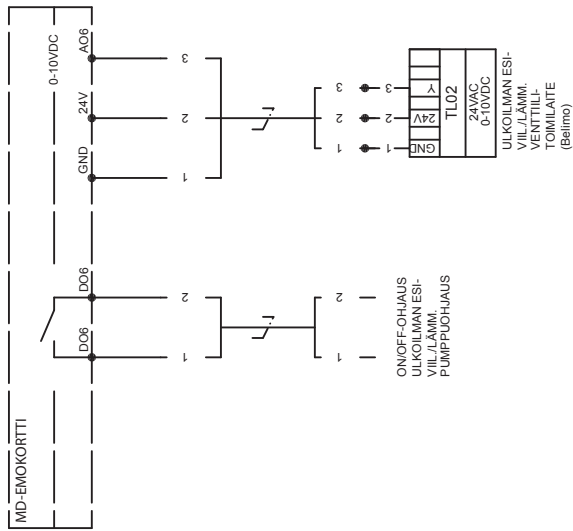 MD-EMOKORTTI
0-10VDC
DO6
DO6
GND
24V
AO6
1
2
1
2
3
1
2
1
2
3
1
2
3
GND
24V
Y
TL02
24VAC
0-10VDC
ON/OFF-OHJAUS
ULKOILMAN ESI-
VIIL./LÄMM.
PUMPPUOHJAUS
ULKOILMAN ESI-
VIIL./LÄMM.
VENTTIILI-
TOIMILAITE
(Belimo)